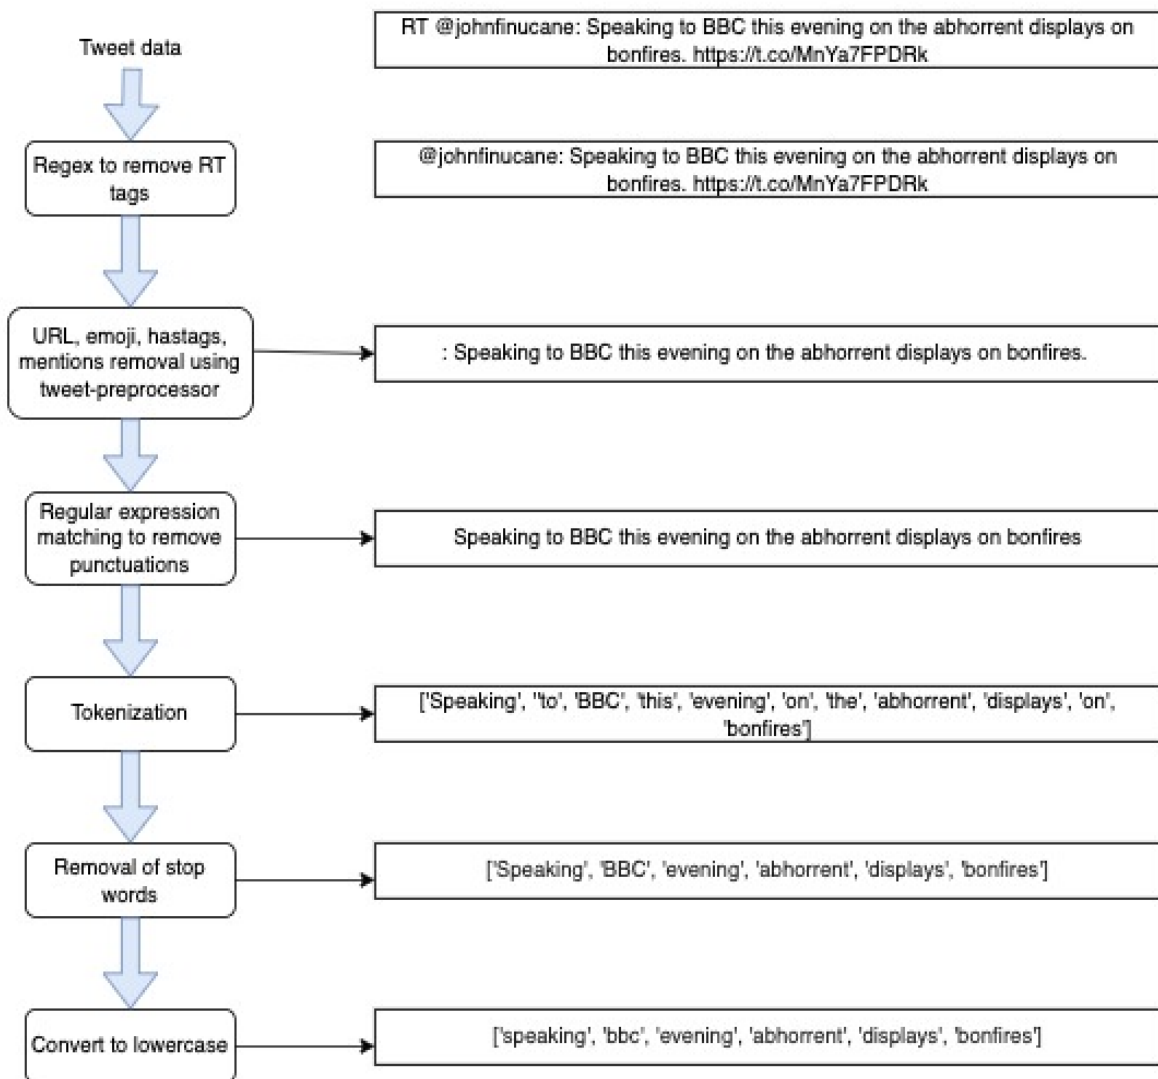 Tweet data
RT @johnfinucane: Speaking to BBC this evening on the abhorrent displays on
bonfires. https://t.co/MnYa7FPDRk
Regex to remove RT
tags
@johnfinucane: Speaking to BBC this evening on the abhorrent displays on
bonfires. https://t.co/MnYa7FPDRk
URL, emoji, hastags,
mentions removal using
tweet-preprocessor
: Speaking to BBC this evening on the abhorrent displays on bonfires.
Regular expression
matching to remove
punctuations
Speaking to BBC this evening on the abhorrent displays on bonfires
Tokenization
['Speaking', ''to', 'BBC', 'this', 'evening', 'on', 'the', 'abhorrent', 'displays', 'on',
'bonfires']
Removal of stop
words
['Speaking', 'BBC', 'evening', 'abhorrent', 'displays', 'bonfires']
Convert to lowercase
['speaking', 'bbc', 'evening', 'abhorrent', 'displays', 'bonfires']